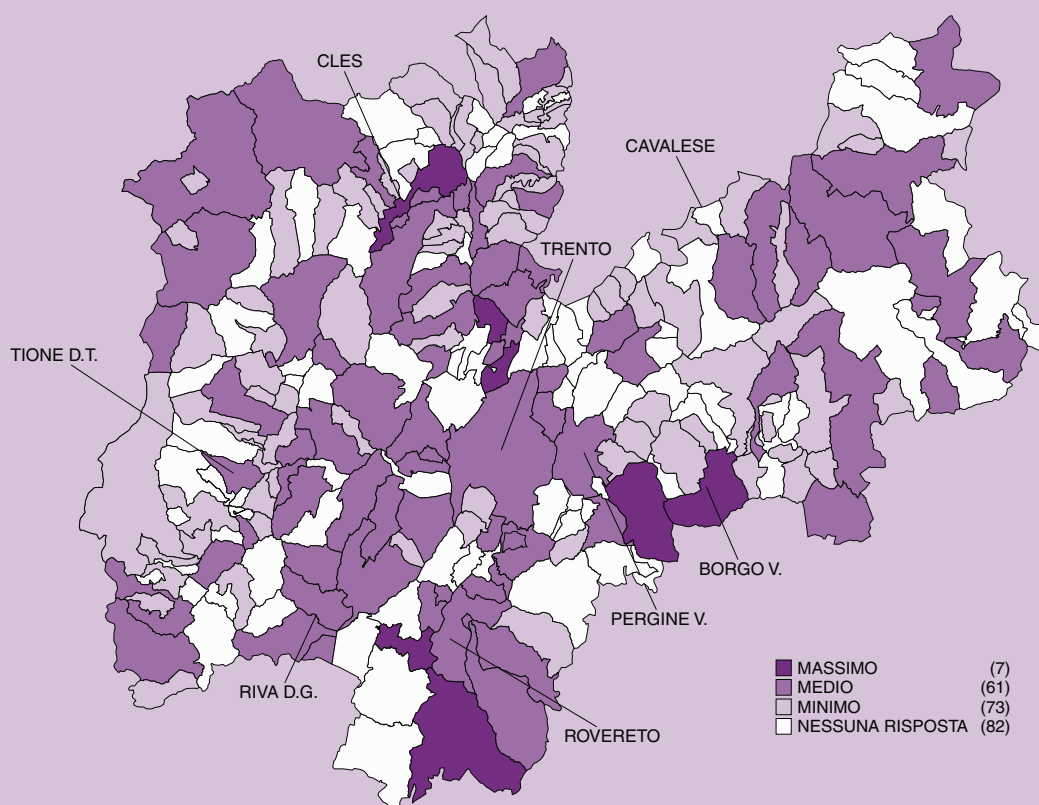 CLES
CAVALESE
TRENTO
TIONE D.T.
BORGO V.
PERGINE V.
RIVA D.G.
ROVERETO
MASSIMO (7)
MEDIO (61)
MINIMO (73)
NESSUNA RISPOSTA (82)